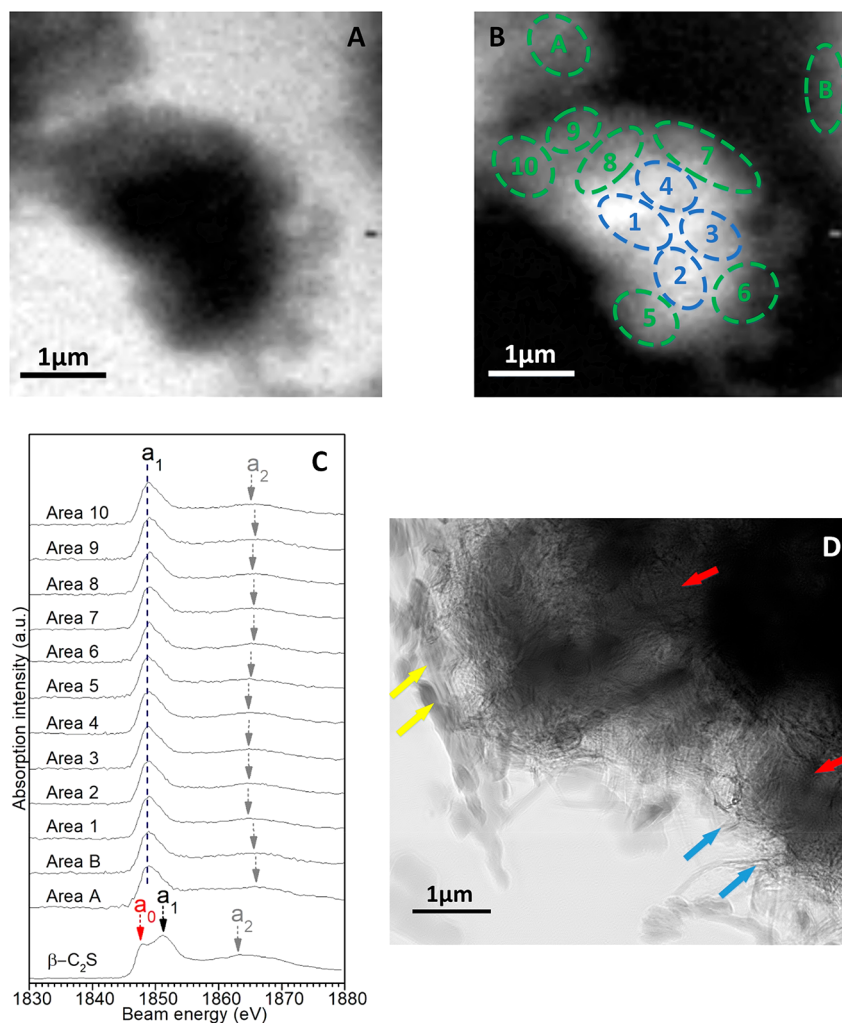 A
1μm
B
A
B
9
10
8
7
4
1
3
2
6
5
1μm
C
a1
a2
Area 10
Area 9
Area 8
Area 7
Area 6
Area 5
Area 4
Area 3
Area 2
Area 1
Area B
Area A
a0
a1
a2
β–C2S
Absorption intensity (a.u.)
1830 1840 1850 1860 1870 1880
Beam energy (eV)
D
1μm